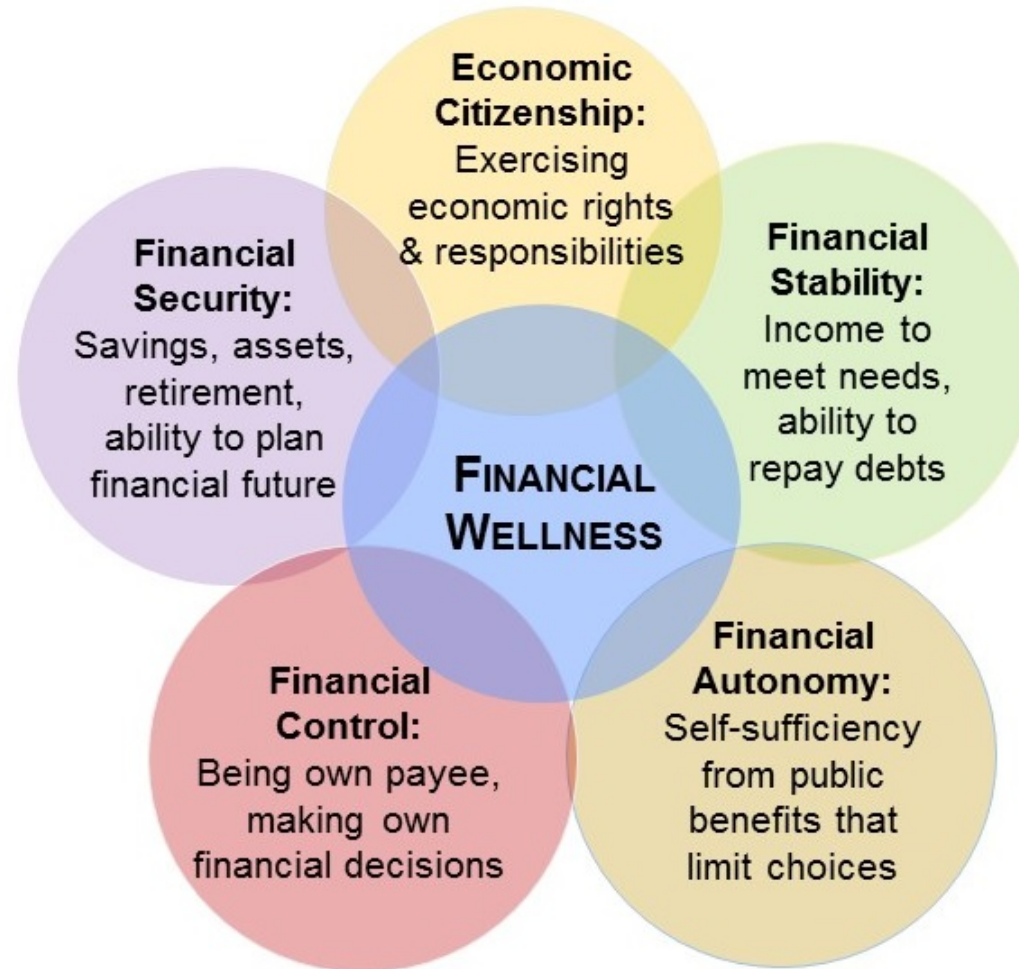 Economic
Citizenship:
Exercising
economic rights
& responsibilities
Financial
Security:
Savings, assets,
retirement,
ability to plan
financial future
Financial
Stability:
Income to
meet needs,
ability to
repay debts
FINANCIAL
WELLNESS
Financial
Control:
Being own payee,
making own
financial decisions
Financial
Autonomy:
Self-sufficiency
from public
benefits that
limit choices